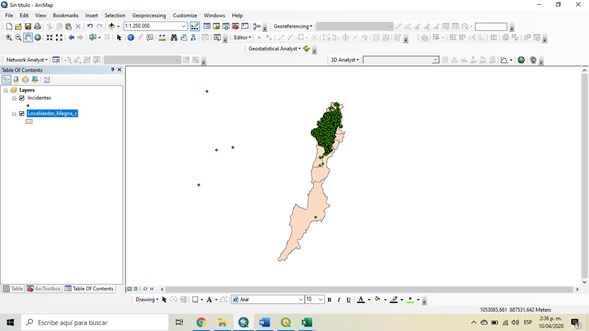 Sin título - ArcMap
File Edit View Bookmarks Insert Selection Geoprocessing Customize Windows Help
1:1.250.000
Georeferencing
Editor
Geostatistical Analyst
Network Analyst
3D Analyst
Table Of Contents
Layers
Incidentes
Localidades_Magna_c
Table ArcToolbox Table Of Contents
Drawing Arial 10 B I U A
1053085,661 887531,642 Meters
Escribe aquí para buscar
ESP
2:36 p. m.
10/04/2020